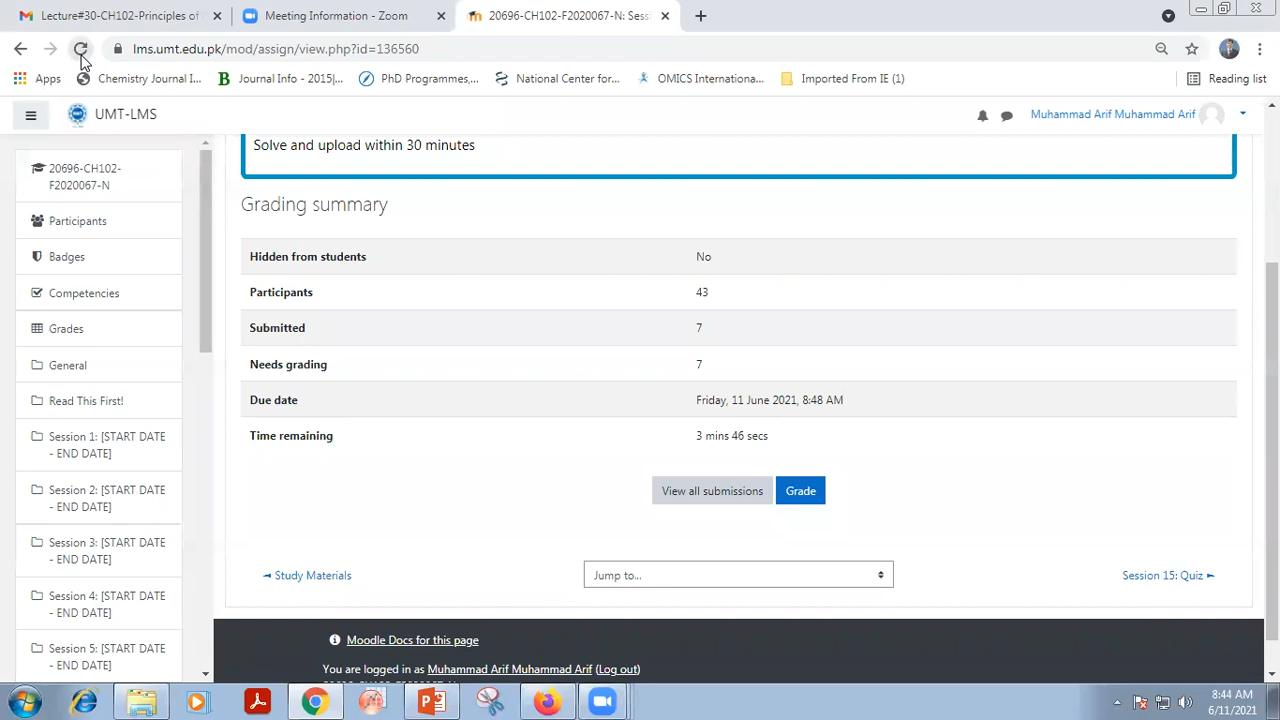 Lecture#30-CH102-Principles of
Meeting Information - Zoom
20696-CH102-F2020067-N: Sess
lms.umt.edu.pk/mod/assign/view.php?id=136560
Apps
Chemistry Journal I...
Journal Info - 2015|...
PhD Programmes,...
National Center for...
OMICS Internationa...
Imported From IE (1)
Reading list
UMT-LMS
Muhammad Arif Muhammad Arif
20696-CH102-
F2020067-N
Participants
Badges
Competencies
Grades
General
Read This First!
Session 1: [START DATE
- END DATE]
Session 2: [START DATE
- END DATE]
Session 3: [START DATE
- END DATE]
Session 4: [START DATE
- END DATE]
Session 5: [START DATE
- END DATE]
Solve and upload within 30 minutes
Grading summary
Hidden from students No
Participants 43
Submitted 7
Needs grading 7
Due date Friday, 11 June 2021, 8:48 AM
Time remaining 3 mins 46 secs
View all submissions Grade
◄ Study Materials
Jump to...
Session 15: Quiz ►
Moodle Docs for this page
You are logged in as Muhammad Arif Muhammad Arif (Log out)
8:44 AM
6/11/2021